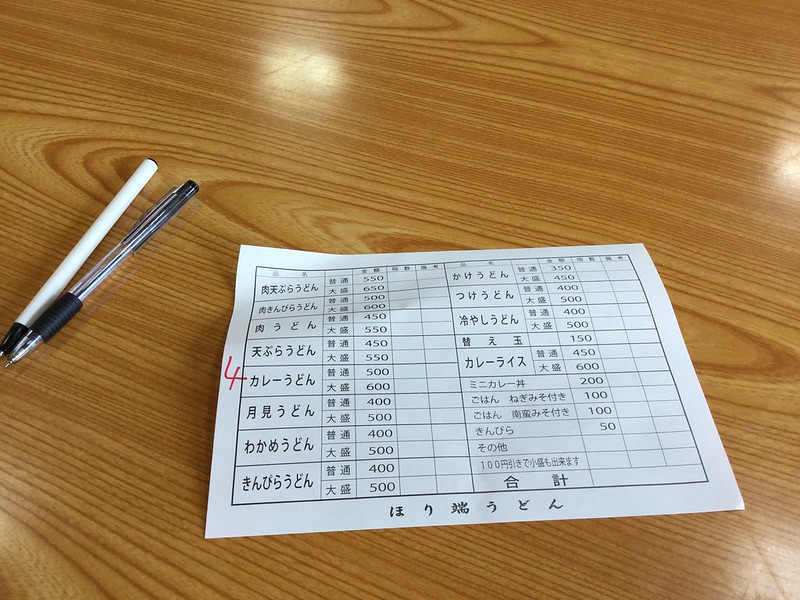 品 名 金額 個数 備考
肉天ぷらうどん 普通 550
大盛 650
肉きんぴらうどん 普通 500
大盛 600
肉うどん 普通 450
大盛 550
天ぷらうどん 普通 450
大盛 550
4
カレーうどん 普通 500
大盛 600
月見うどん 普通 400
大盛 500
わかめうどん 普通 400
大盛 500
きんぴらうどん 普通 400
大盛 500
品 名 金額 個数 備考
かけうどん 普通 350
大盛 450
つけうどん 普通 400
大盛 500
冷やしうどん 普通 400
大盛 500
替え玉 150
カレーライス 普通 450
大盛 600
ミニカレー丼 200
ごはん ねぎみそ付き 100
ごはん 南蛮みそ付き 100
きんぴら 50
その他
100円引きで小盛も出来ます
合計
ほり端うどん